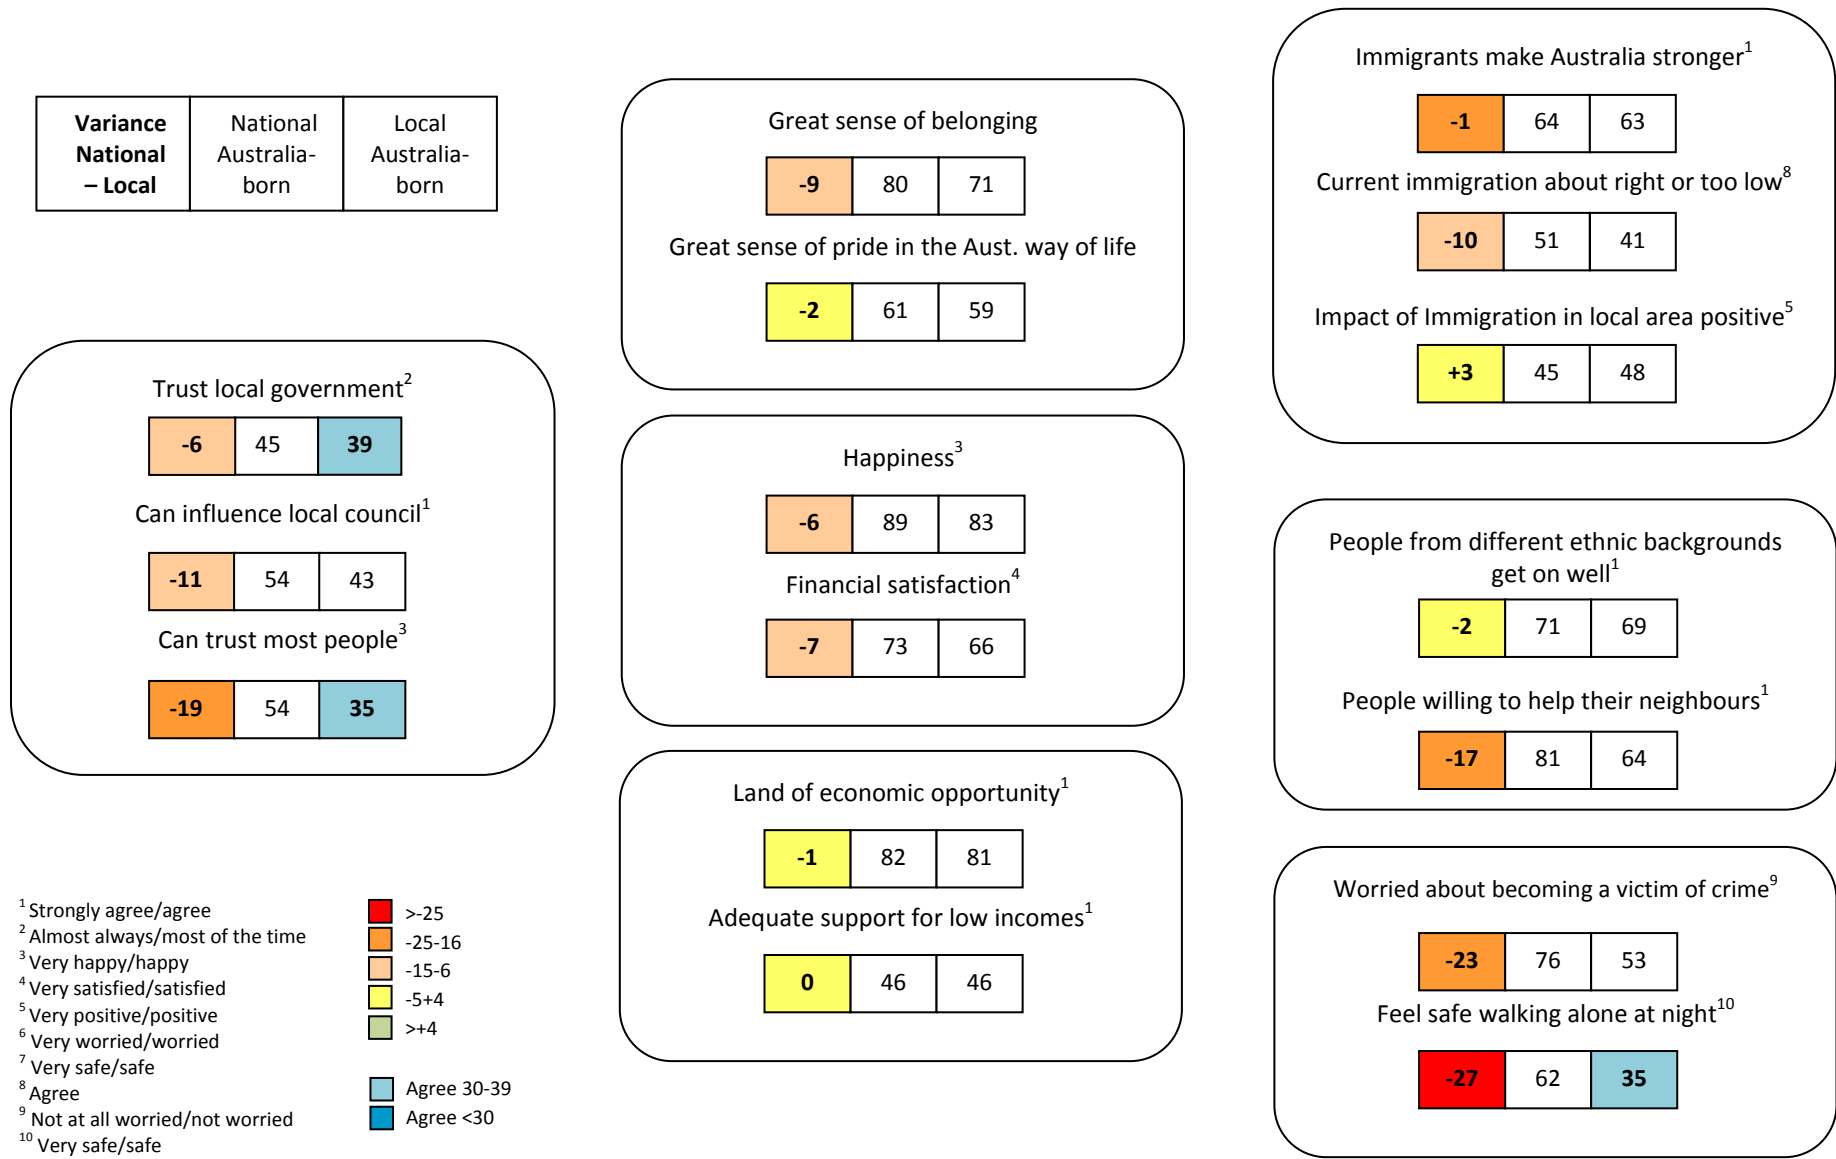 Variance National – Local
National Australia-born
Local Australia-born
Trust local government2
-6 45 39
Can influence local council1
-11 54 43
Can trust most people3
-19 54 35
Great sense of belonging
-9 80 71
Great sense of pride in the Aust. way of life
-2 61 59
Happiness3
-6 89 83
Financial satisfaction4
-7 73 66
Land of economic opportunity1
-1 82 81
Adequate support for low incomes1
0 46 46
Immigrants make Australia stronger1
-1 64 63
Current immigration about right or too low8
-10 51 41
Impact of Immigration in local area positive5
+3 45 48
People from different ethnic backgrounds
get on well1
-2 71 69
People willing to help their neighbours1
-17 81 64
Worried about becoming a victim of crime9
-23 76 53
Feel safe walking alone at night10
-27 62 35
1 Strongly agree/agree
2 Almost always/most of the time
3 Very happy/happy
4 Very satisfied/satisfied
5 Very positive/positive
6 Very worried/worried
7 Very safe/safe
8 Agree
9 Not at all worried/not worried
10 Very safe/safe
>-25
-25-16
-15-6
-5+4
>+4
Agree 30-39
Agree <30